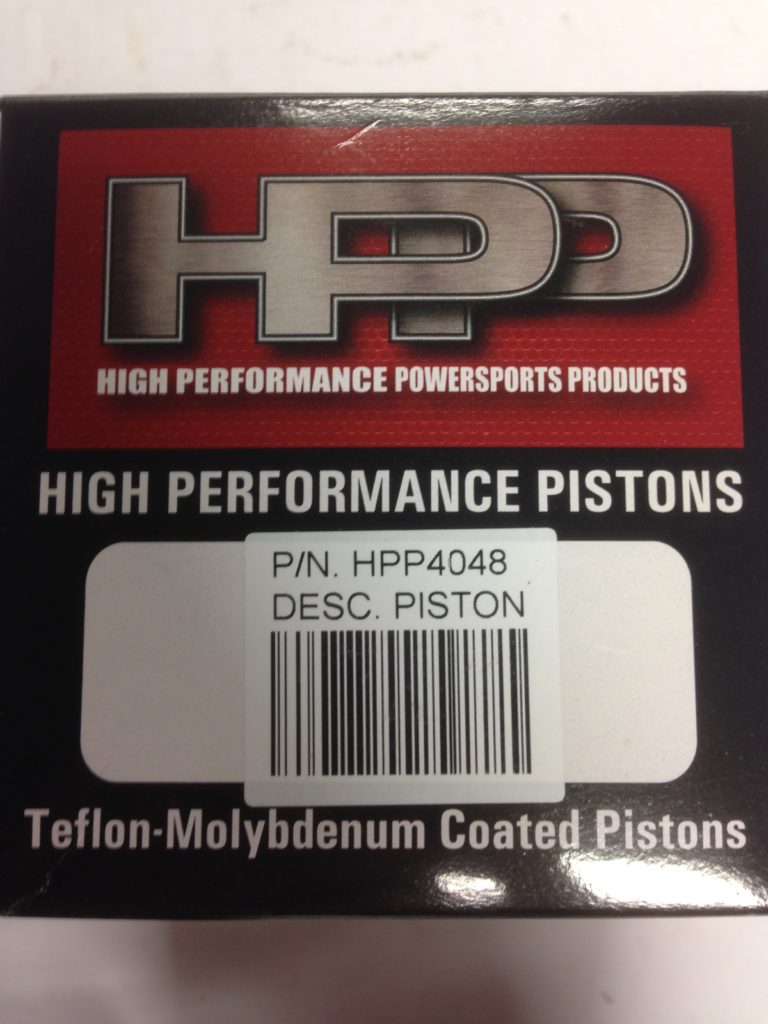 HPP
HIGH PERFORMANCE POWERSPORTS PRODUCTS
HIGH PERFORMANCE PISTONS
P/N. HPP4048
DESC. PISTON
Teflon-Molybdenum Coated Pistons